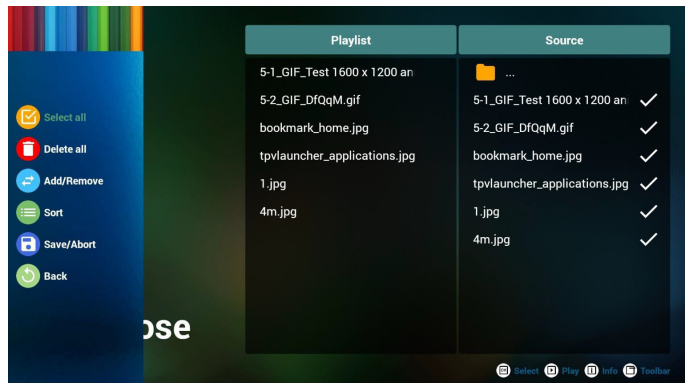 Select all
Delete all
Add/Remove
Sort
Save/Abort
Back
ose
Playlist
5-1_GIF_Test 1600 x 1200 an
5-2_GIF_DfQqM.gif
bookmark_home.jpg
tpvlauncher_applications.jpg
1.jpg
4m.jpg
Source
...
5-1_GIF_Test 1600 x 1200 an
5-2_GIF_DfQqM.gif
bookmark_home.jpg
tpvlauncher_applications.jpg
1.jpg
4m.jpg
Select Play Info Toolbar